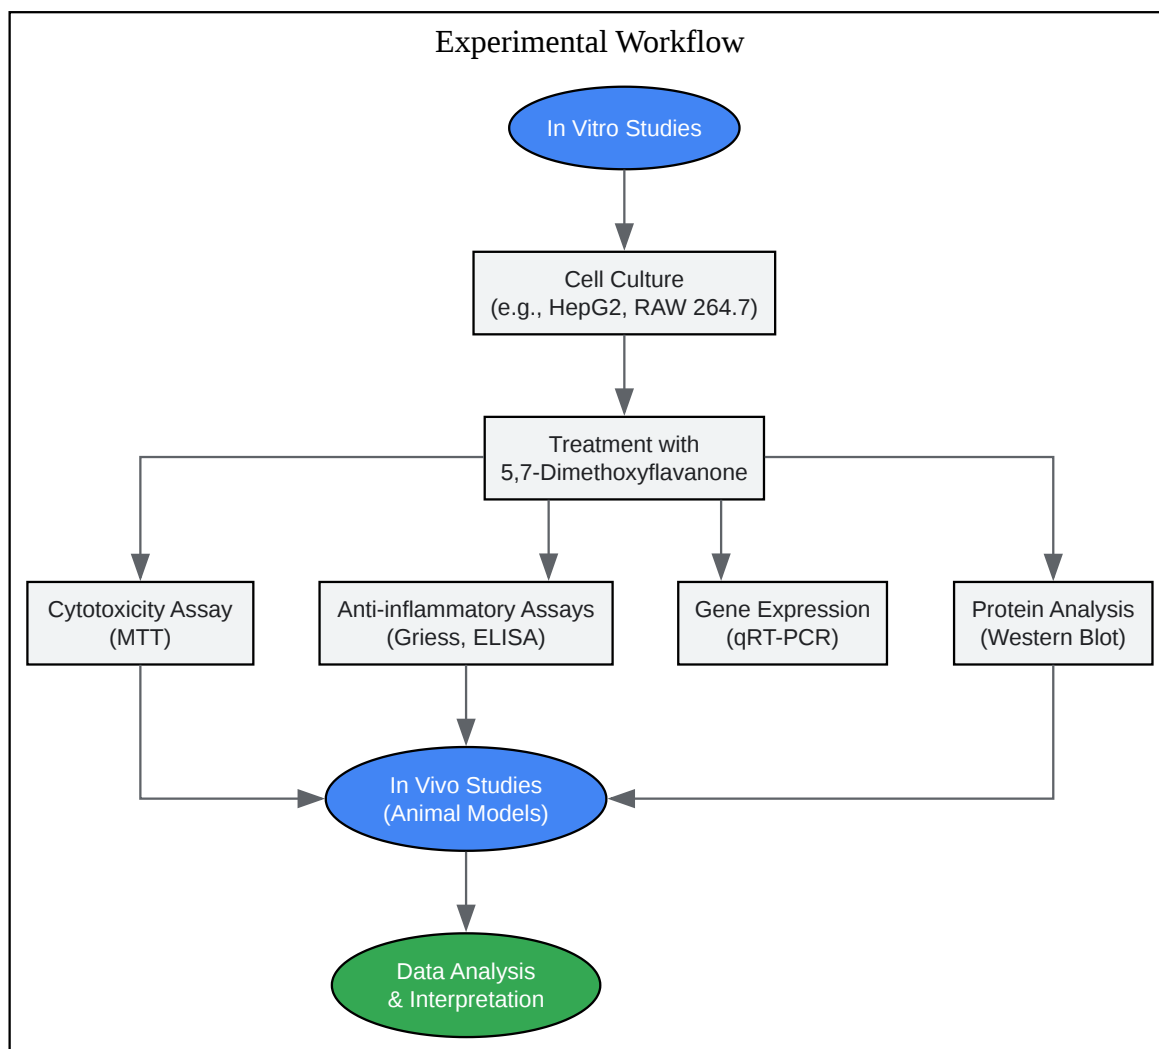 Experimental Workflow
In Vitro Studies
Cell Culture
(e.g., HepG2, RAW 264.7)
Treatment with
5,7-Dimethoxyflavanone
Cytotoxicity Assay
(MTT)
Anti-inflammatory Assays
(Griess, ELISA)
Gene Expression
(qRT-PCR)
Protein Analysis
(Western Blot)
In Vivo Studies
(Animal Models)
Data Analysis
& Interpretation